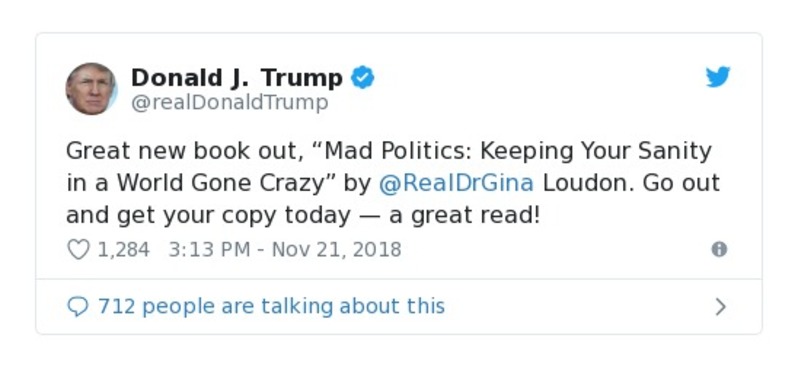 Donald J. Trump
@realDonaldTrump
Great new book out, “Mad Politics: Keeping Your Sanity
in a World Gone Crazy” by @RealDrGina Loudon. Go out
and get your copy today — a great read!
1,284 3:13 PM - Nov 21, 2018
712 people are talking about this